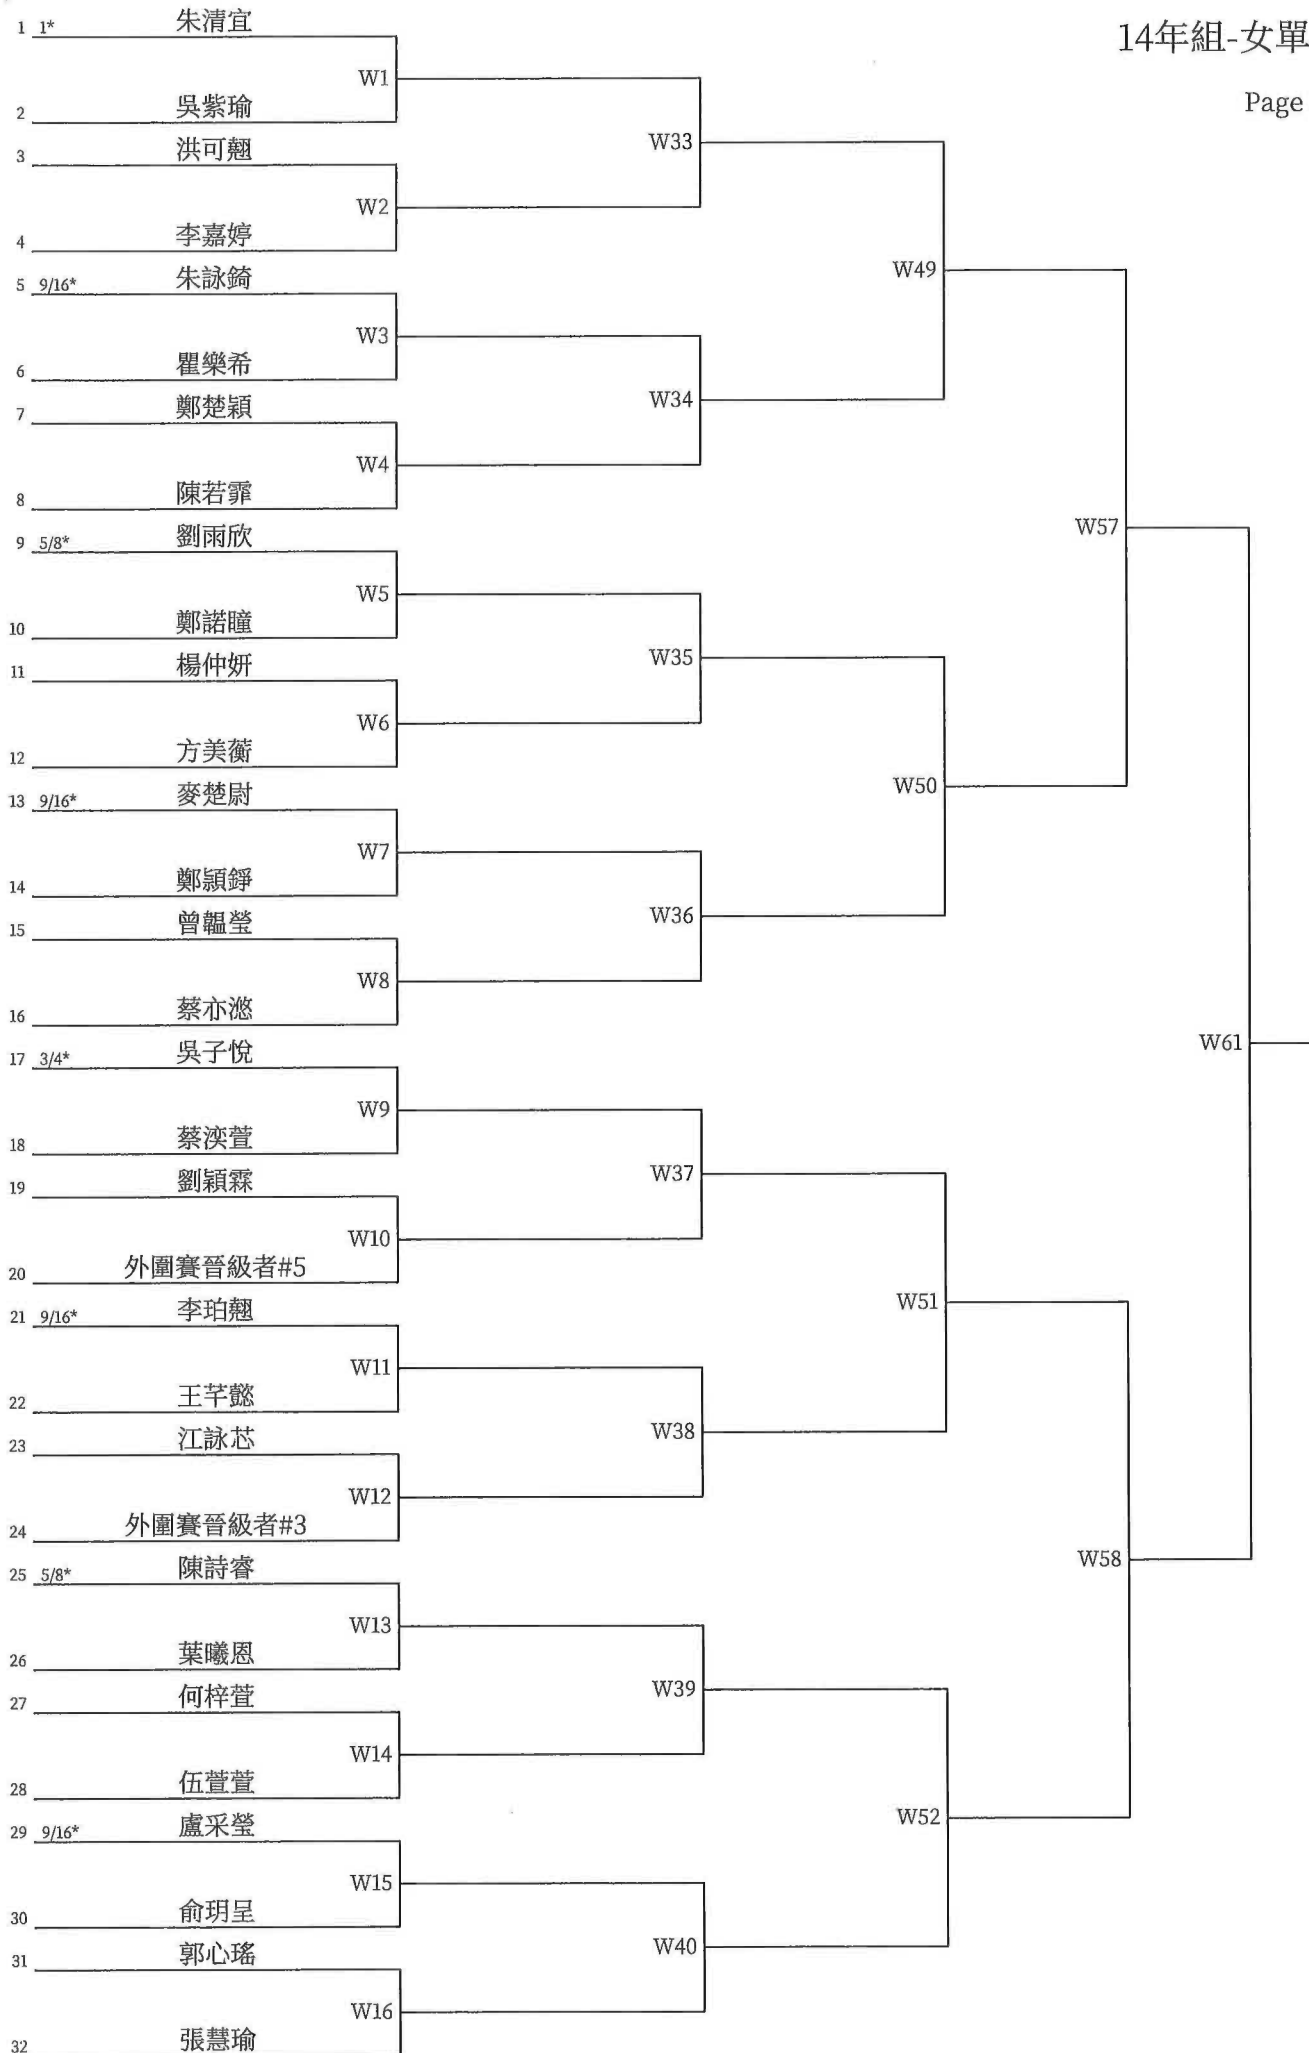 14年組-女單
Page
1 1* 朱清宜
W1
2 吳紫瑜
W33
3 洪可翹
W2
4 李嘉婷
W49
5 9/16* 朱詠錡
W3
6 瞿樂希
W34
7 鄭楚穎
W4
8 陳若霏
W57
9 5/8* 劉雨欣
W5
10 鄭諾瞳
W35
11 楊仲妍
W6
12 方美蘅
W50
13 9/16* 麥楚尉
W7
14 鄭頴錚
W36
15 曾韞瑩
W8
16 蔡亦滺
W61
17 3/4* 吳子悅
W9
18 蔡湙萱
W37
19 劉穎霖
W10
20 外圍賽晉級者#5
W51
21 9/16* 李珀翹
W11
22 王芊懿
W38
23 江詠芯
W12
24 外圍賽晉級者#3
W58
25 5/8* 陳詩睿
W13
26 葉曦恩
W39
27 何梓萱
W14
28 伍萱萱
W52
29 9/16* 盧采瑩
W15
30 俞玥呈
W40
31 郭心瑤
W16
32 張慧瑜